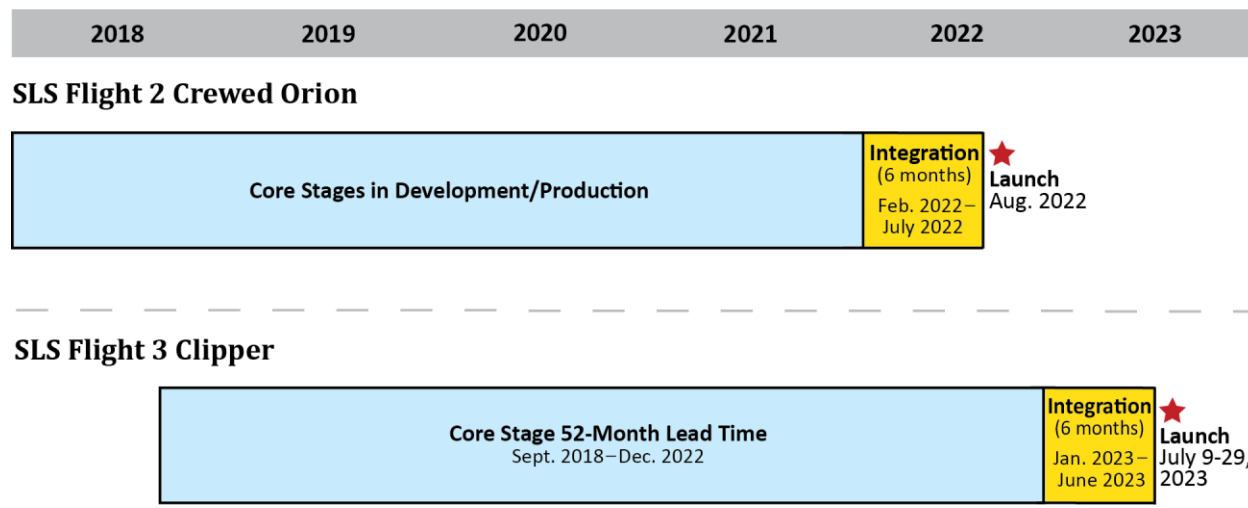 2018 2019 2020 2021 2022 2023
SLS Flight 2 Crewed Orion
Core Stages in Development/Production
Integration
(6 months)
Feb. 2022–
July 2022
Launch
Aug. 2022
SLS Flight 3 Clipper
Core Stage 52-Month Lead Time
Sept. 2018–Dec. 2022
Integration
(6 months)
Jan. 2023–
June 2023
Launch
July 9-29,
2023